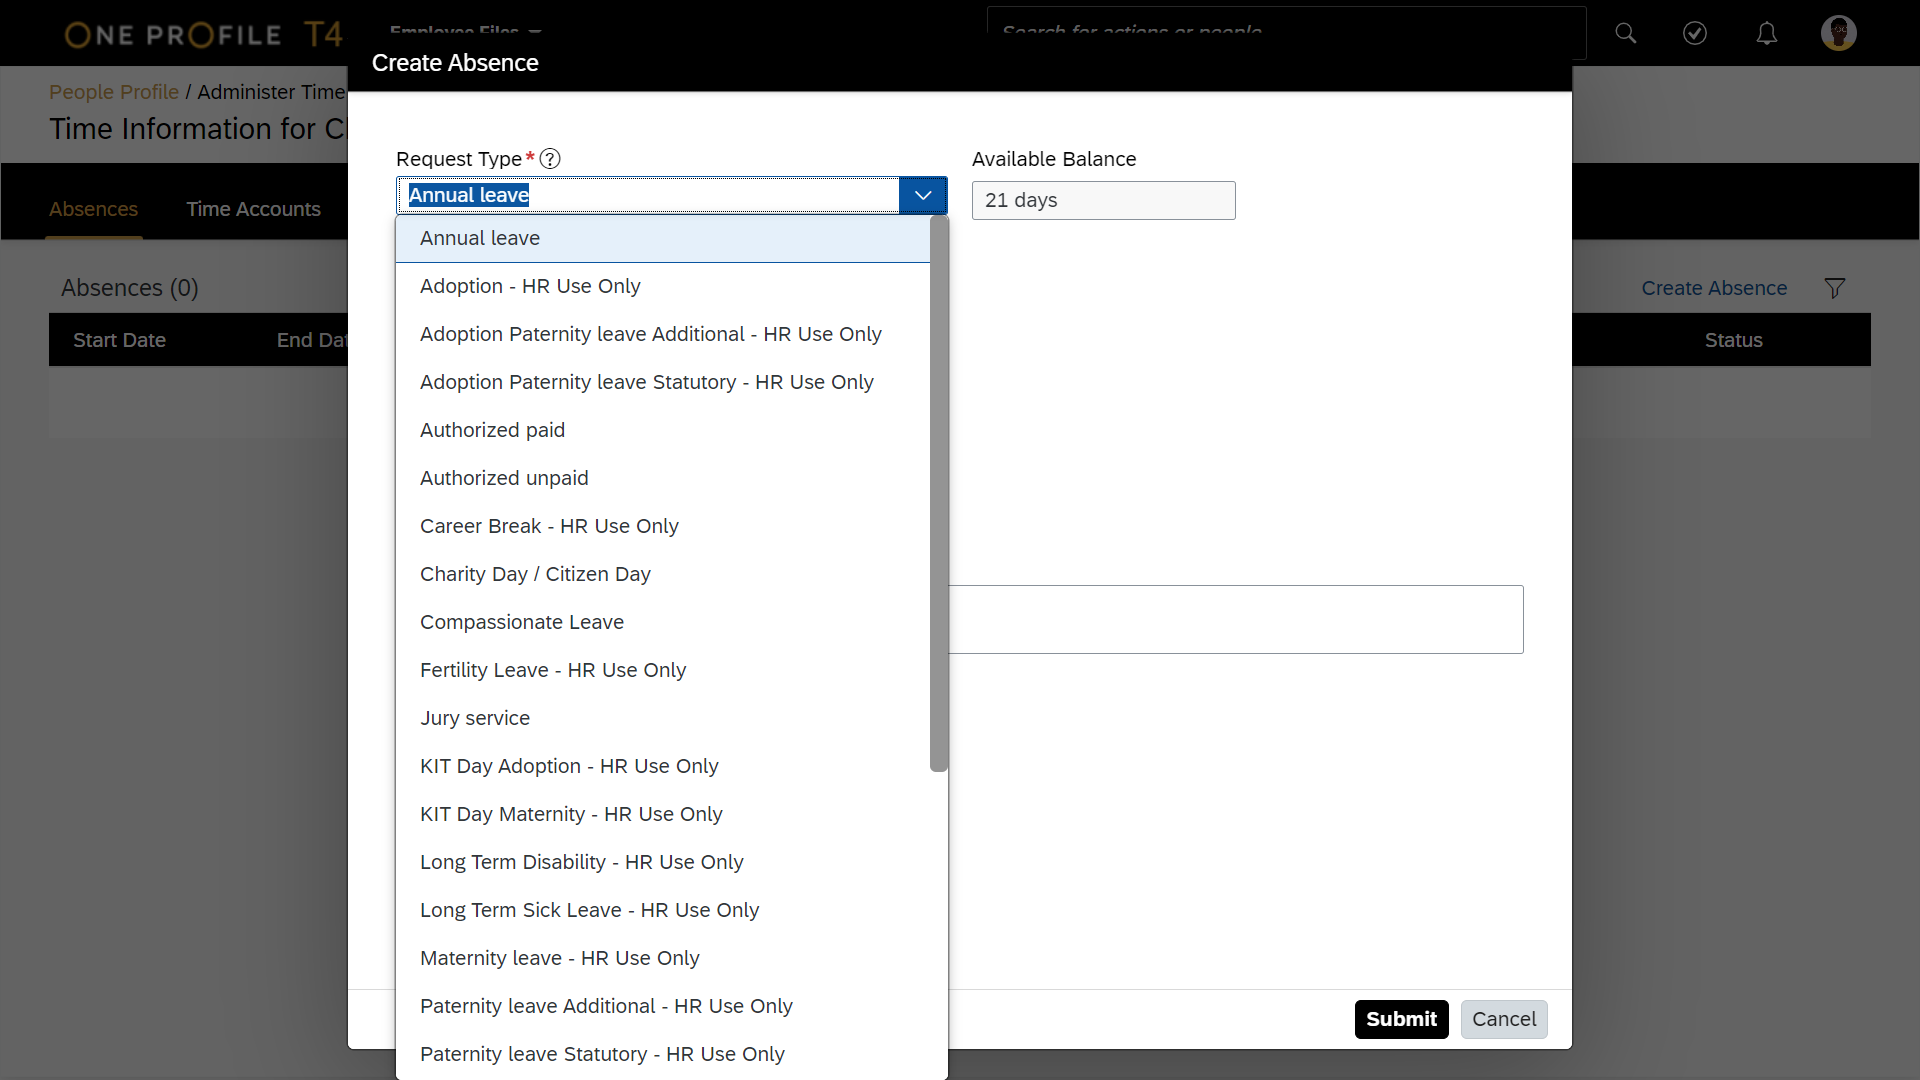 ONE PROFILE T4
Employee Files
Search for actions or people
Create Absence
People Profile / Administer Time
Time Information for
Request Type * ?
Available Balance
Annual leave
21 days
Absences
Time Accounts
Annual leave
Adoption - HR Use Only
Adoption Paternity leave Additional - HR Use Only
Adoption Paternity leave Statutory - HR Use Only
Authorized paid
Authorized unpaid
Career Break - HR Use Only
Charity Day / Citizen Day
Compassionate Leave
Fertility Leave - HR Use Only
Jury service
KIT Day Adoption - HR Use Only
KIT Day Maternity - HR Use Only
Long Term Disability - HR Use Only
Long Term Sick Leave - HR Use Only
Maternity leave - HR Use Only
Paternity leave Additional - HR Use Only
Paternity leave Statutory - HR Use Only
Absences (0)
Create Absence
Start Date
End Dat
Status
Submit
Cancel